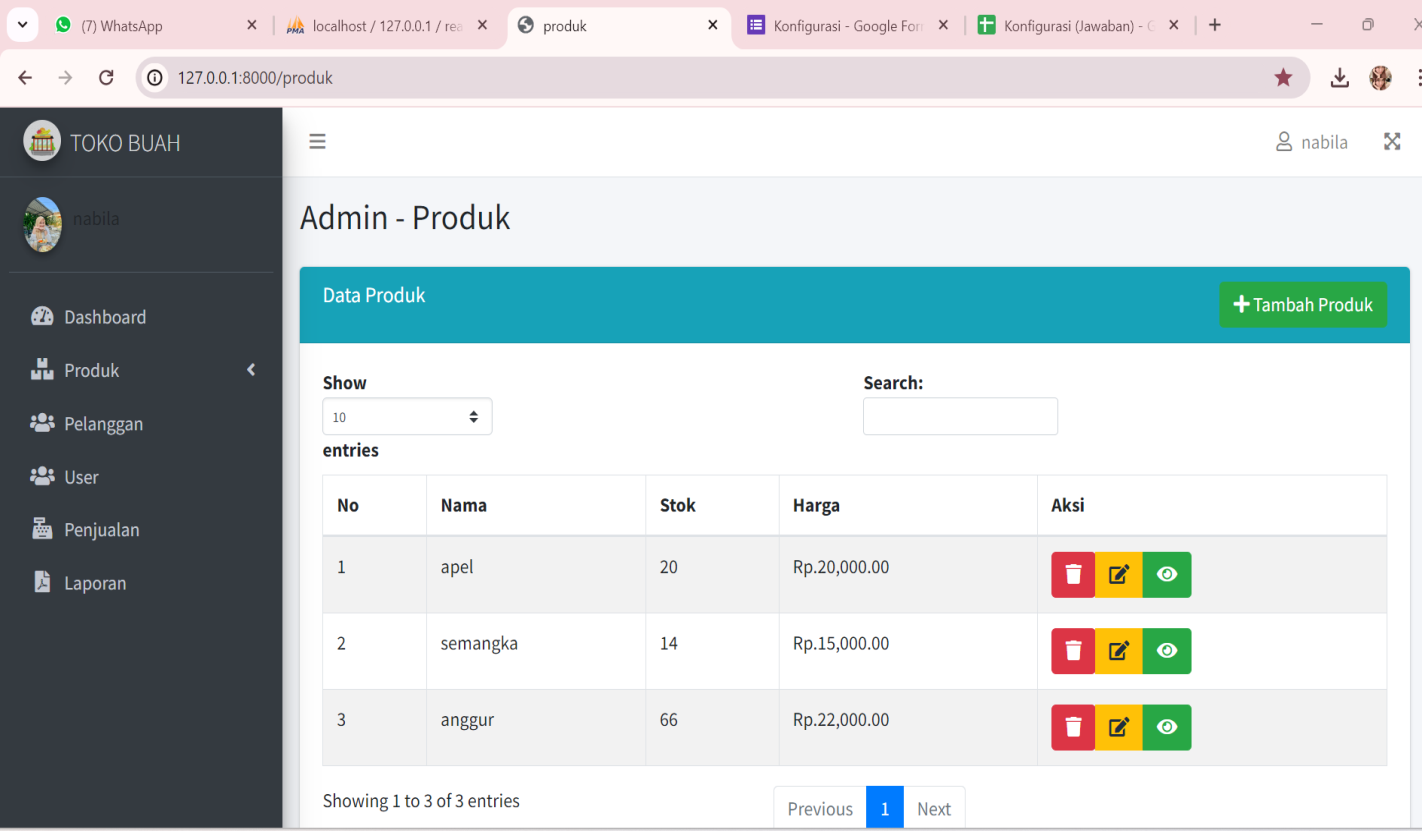 (7) WhatsApp
localhost / 127.0.0.1 / rea
produk
Konfigurasi - Google Forr
Konfigurasi (Jawaban) - G
127.0.0.1:8000/produk
TOKO BUAH
nabila
nabila
Admin - Produk
Dashboard
Produk
Pelanggan
User
Penjualan
Laporan
Data Produk
Tambah Produk
Show
Search:
10
entries
No Nama Stok Harga Aksi
1 apel 20 Rp.20,000.00
2 semangka 14 Rp.15,000.00
3 anggur 66 Rp.22,000.00
Showing 1 to 3 of 3 entries
Previous 1 Next